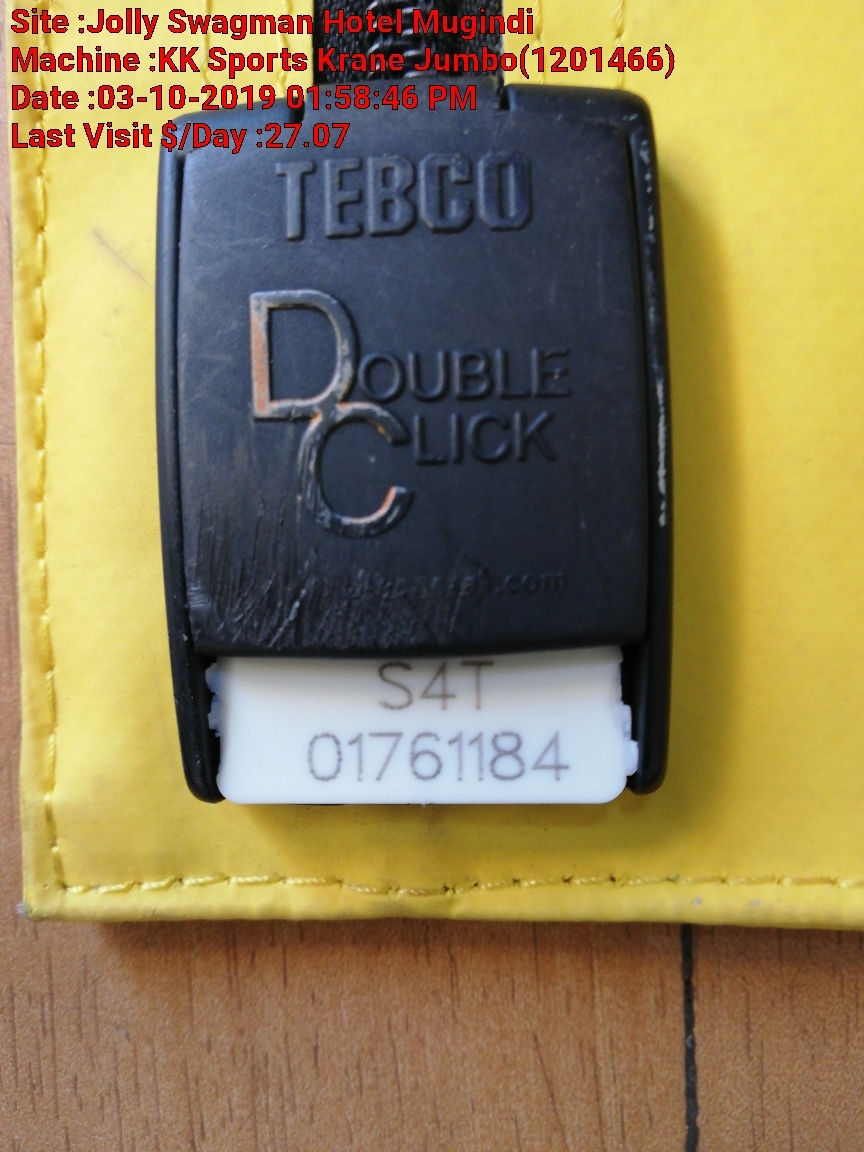 Site :Jolly Swagman Hotel Mugindi
Machine :KK Sports Krane Jumbo(1201466)
Date :03-10-2019 01:58:46 PM
Last Visit $/Day :27.07
TEBCO
DOUBLE
CLICK
.com
S4T
01761184